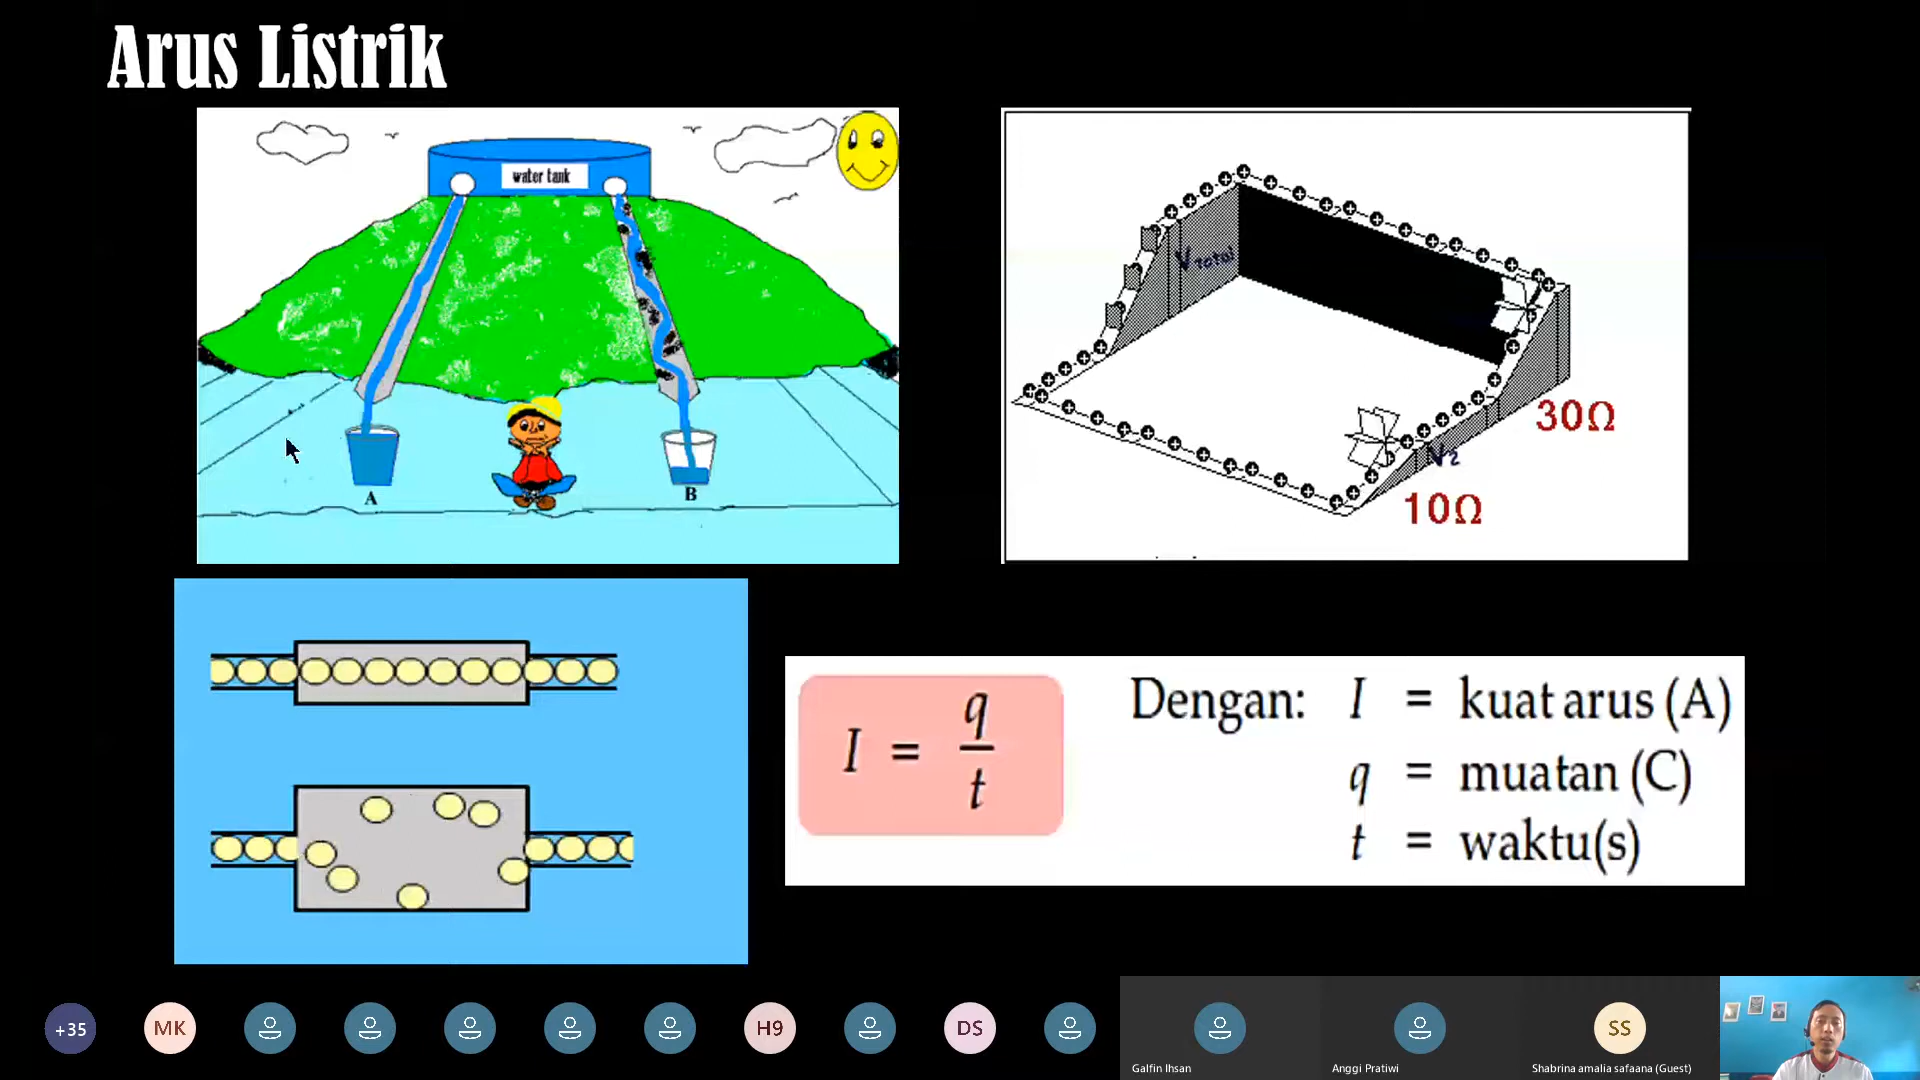 Arus Listrik
water tank
A
B
Vtotal
30Ω
V2
10Ω
I = q/t
Dengan: I = kuat arus (A)
q = muatan (C)
t = waktu(s)
+35
MK
H9
DS
SS
Galfin Ihsan
Anggi Pratiwi
Shabrina amalia safaana (Guest)